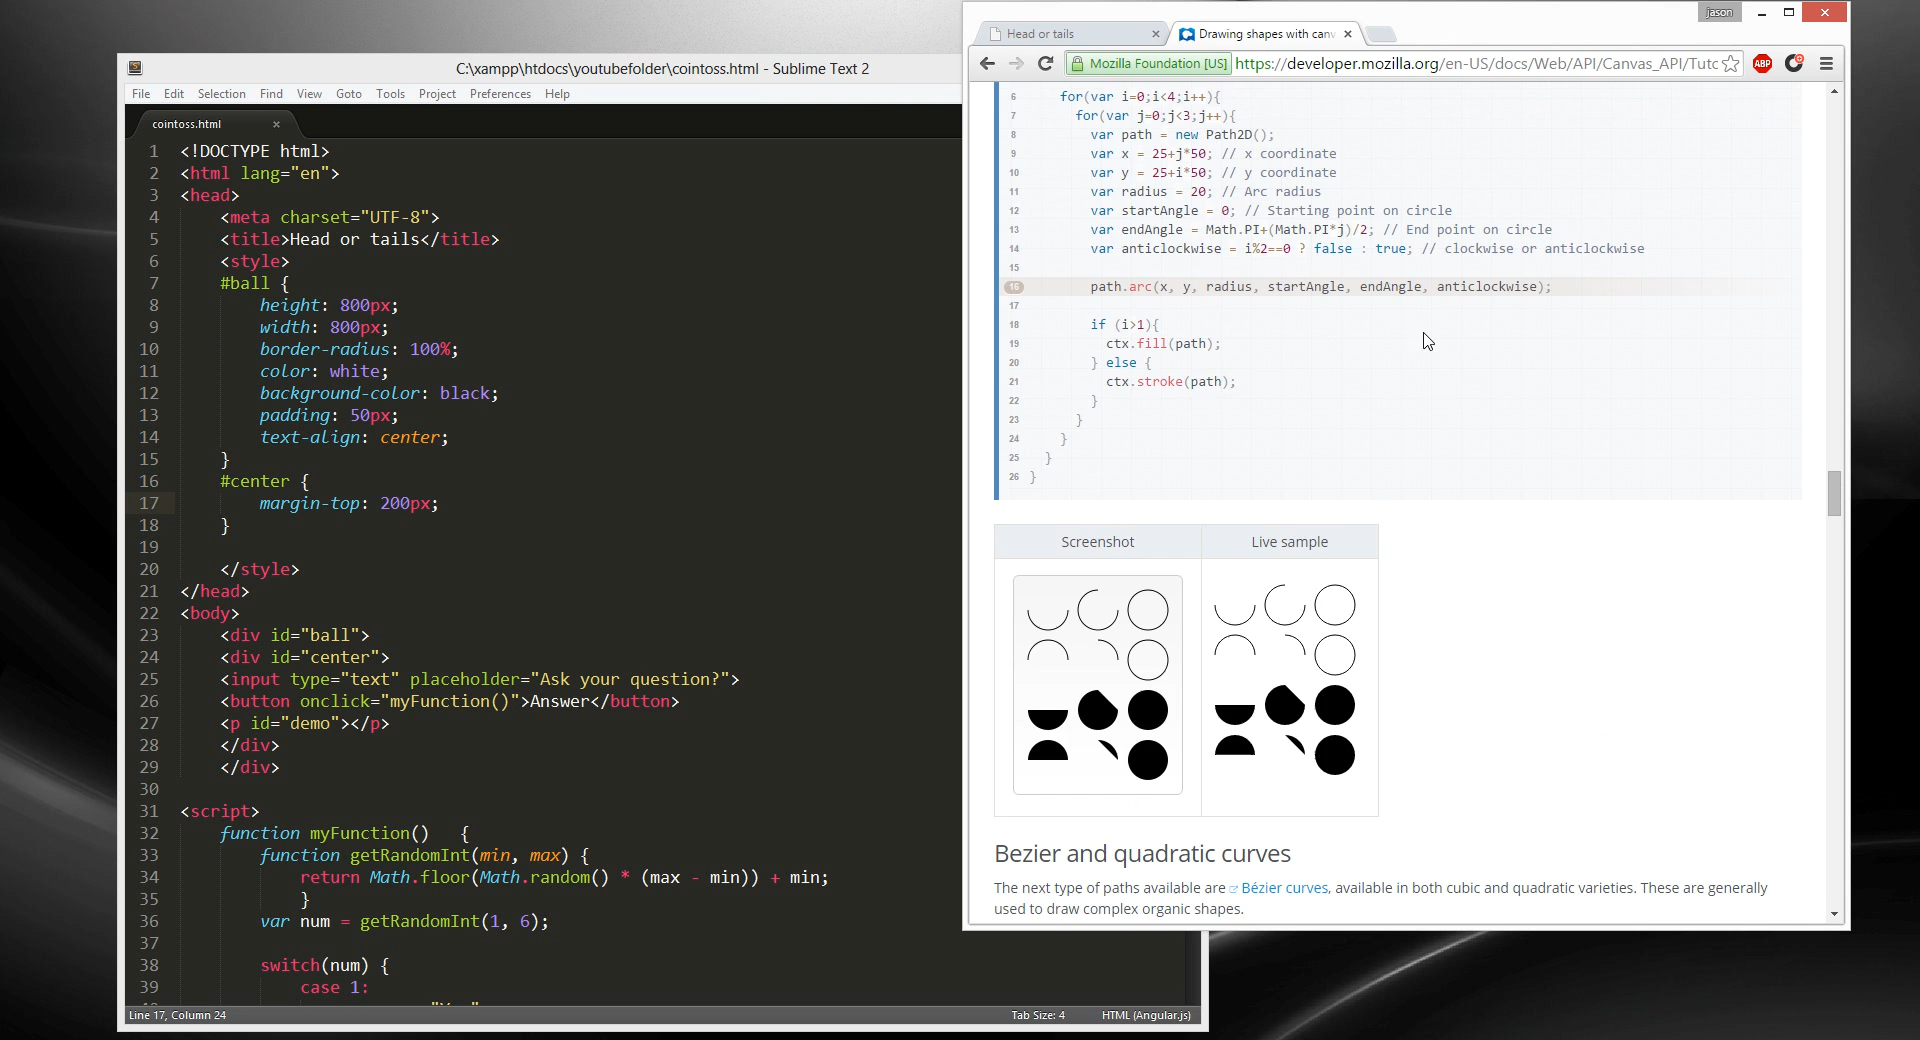 C:\xampp\htdocs\youtubefolder\cointoss.html - Sublime Text 2
File Edit Selection Find View Goto Tools Project Preferences Help
cointoss.html
1 <!DOCTYPE html>
2 <html lang="en">
3 <head>
4 <meta charset="UTF-8">
5 <title>Head or tails</title>
6 <style>
7 #ball {
8 height: 800px;
9 width: 800px;
10 border-radius: 100%;
11 color: white;
12 background-color: black;
13 padding: 50px;
14 text-align: center;
15 }
16 #center {
17 margin-top: 200px;
18 }
19
20 </style>
21 </head>
22 <body>
23 <div id="ball">
24 <div id="center">
25 <input type="text" placeholder="Ask your question?">
26 <button onclick="myFunction()">Answer</button>
27 <p id="demo"></p>
28 </div>
29 </div>
30
31 <script>
32 function myFunction() {
33 function getRandomInt(min, max) {
34 return Math.floor(Math.random() * (max - min)) + min;
35 }
36 var num = getRandomInt(1, 6);
37
38 switch(num) {
39 case 1:
Line 17, Column 24 Tab Size: 4 HTML (Angular.js)
jason
Head or tails
Drawing shapes with canv
Mozilla Foundation [US] https://developer.mozilla.org/en-US/docs/Web/API/Canvas_API/Tutc
ABP
6 for(var i=0;i<4;i++){
7 for(var j=0;j<3;j++){
8 var path = new Path2D();
9 var x = 25+j*50; // x coordinate
10 var y = 25+i*50; // y coordinate
11 var radius = 20; // Arc radius
12 var startAngle = 0; // Starting point on circle
13 var endAngle = Math.PI+(Math.PI*j)/2; // End point on circle
14 var anticlockwise = i%2==0 ? false : true; // clockwise or anticlockwise
15
16 path.arc(x, y, radius, startAngle, endAngle, anticlockwise);
17
18 if (i>1){
19 ctx.fill(path);
20 } else {
21 ctx.stroke(path);
22 }
23 }
24 }
25 }
26 }
Screenshot Live sample
Bezier and quadratic curves
The next type of paths available are Bézier curves, available in both cubic and quadratic varieties. These are generally
used to draw complex organic shapes.